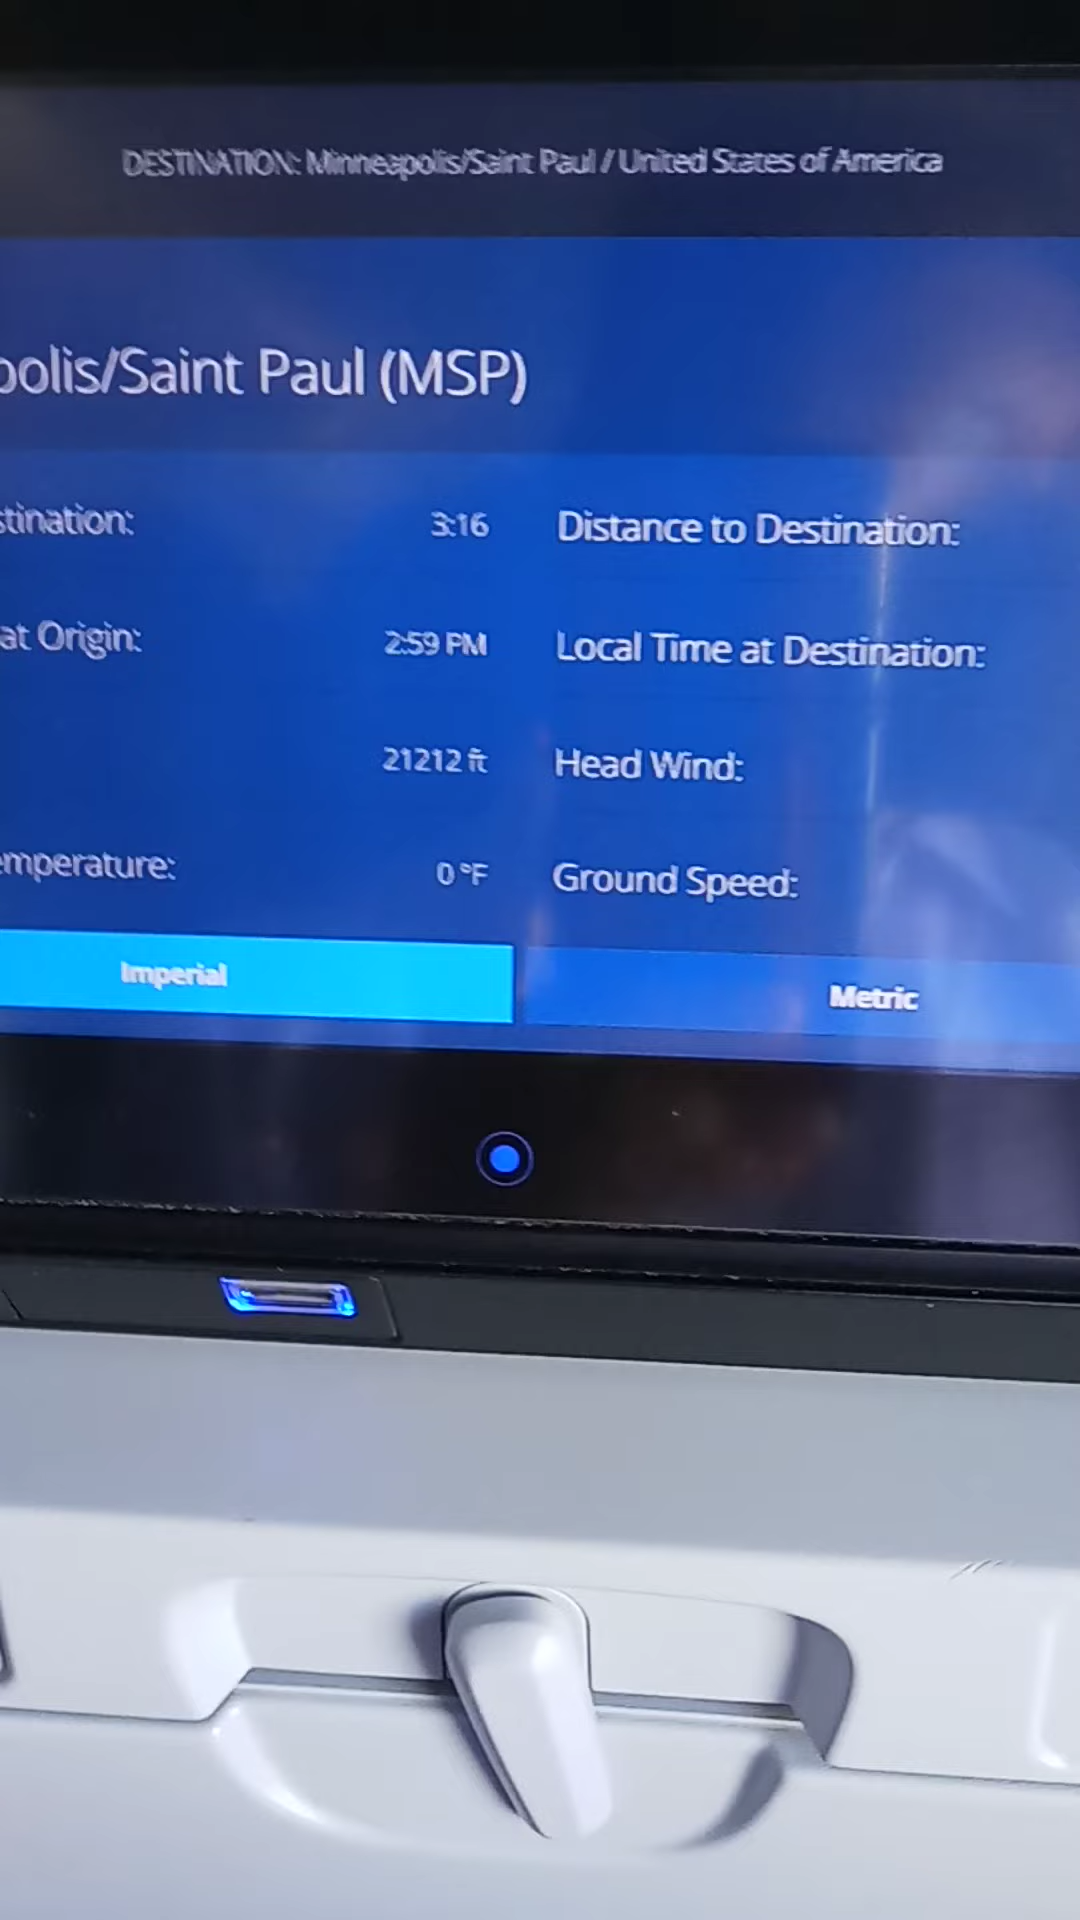 DESTINATION: Minneapolis/Saint Paul / United States of America
polis/Saint Paul (MSP)
stination: 3:16 Distance to Destination:
at Origin: 2:59 PM Local Time at Destination:
21212 ft Head Wind:
emperature: 0 °F Ground Speed:
Imperial Metric